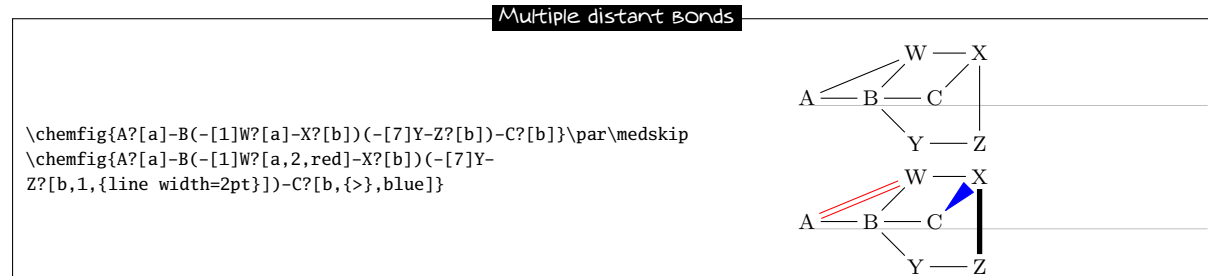 Multiple distant bonds
\chemfig{A?[a]-B(-[1]W?[a]-X?[b])(-[7]Y-Z?[b])-C?[b]}\par\medskip
\chemfig{A?[a]-B(-[1]W?[a,2,red]-X?[b])(-[7]Y-
Z?[b,1,{line width=2pt}])-C?[b,{>},blue]}
W X
A B C
Y Z
W X
A B C
Y Z